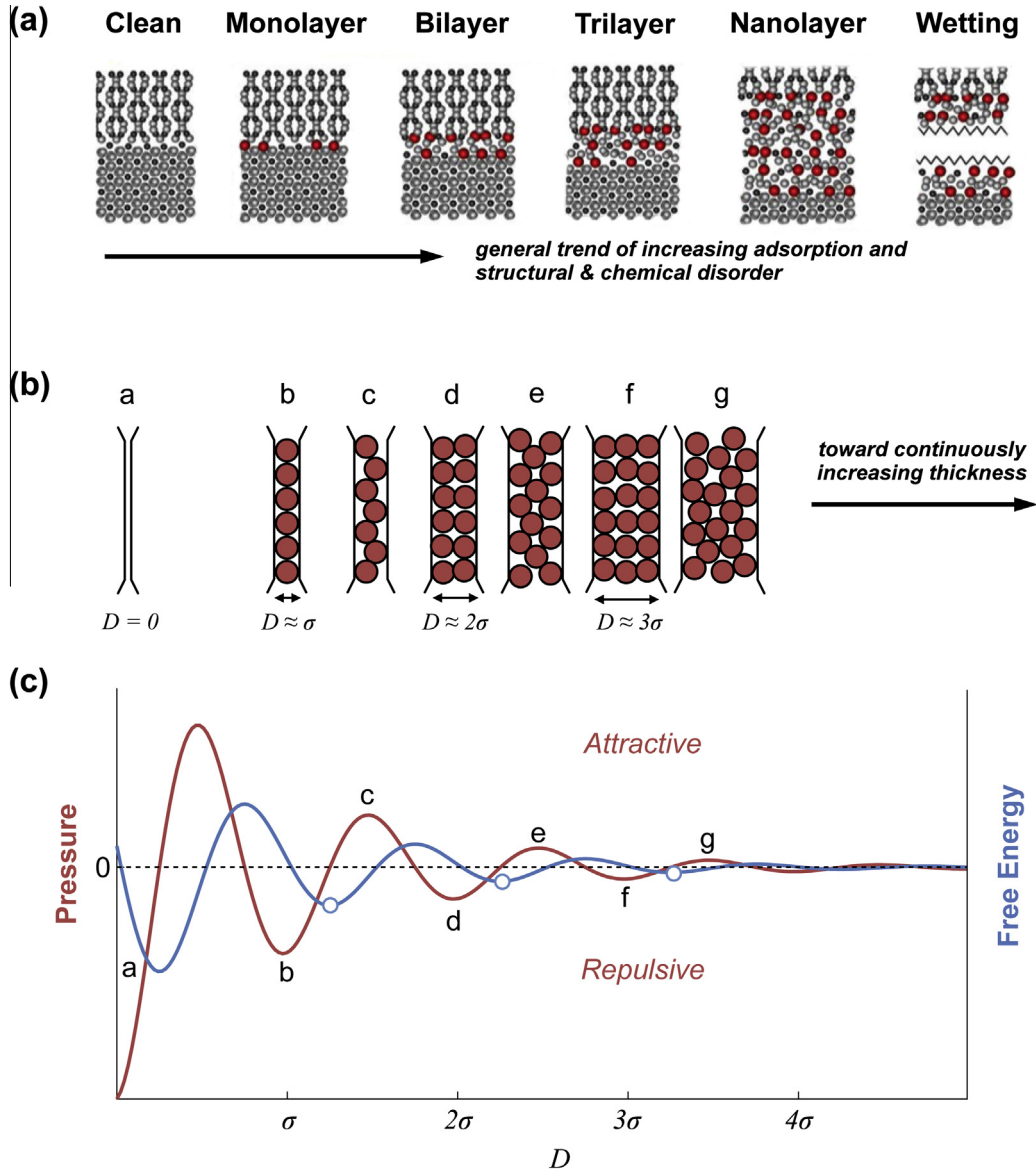 (a) Clean Monolayer Bilayer Trilayer Nanolayer Wetting
general trend of increasing adsorption and
structural & chemical disorder
(b)
a b c d e f g
toward continuously
increasing thickness
D = 0 D ≈ σ D ≈ 2σ D ≈ 3σ
(c)
Attractive
c
e
g
Pressure
0
Free Energy
f
d
a
b
Repulsive
σ 2σ 3σ 4σ
D